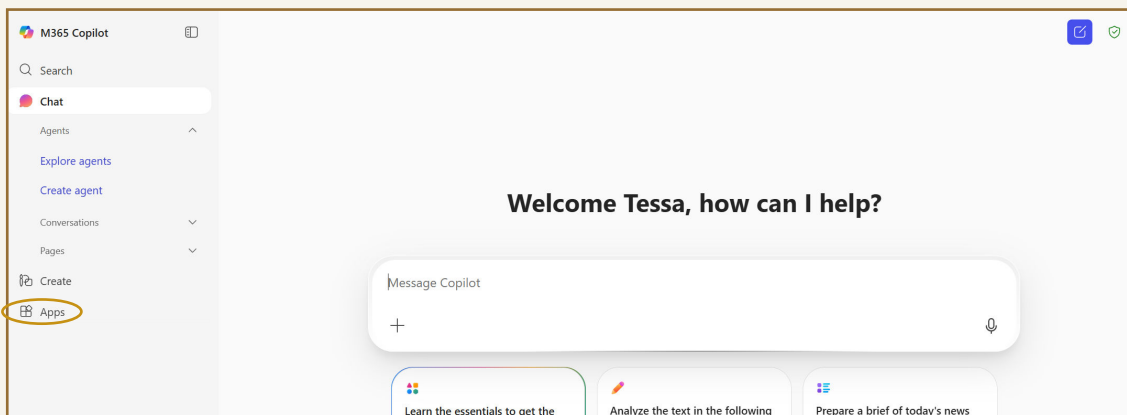 M365 Copilot
Search
Chat
Agents
Explore agents
Create agent
Conversations
Pages
Create
Apps
Welcome Tessa, how can I help?
Message Copilot
Learn the essentials to get the
Analyze the text in the following
Prepare a brief of today's news